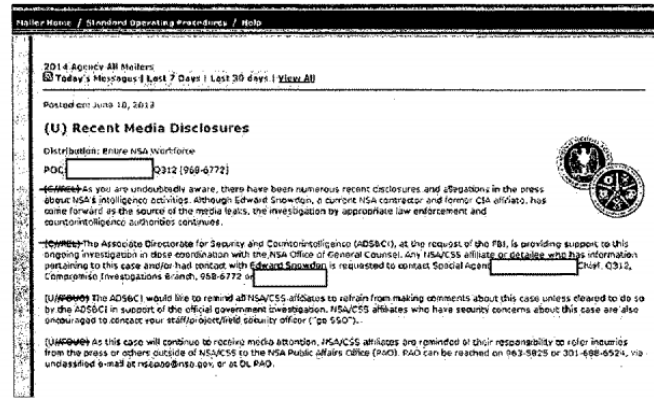 Mailer Home / Standard Operating Procedures / Help
2014 Agency All Mailers
Today's Messages | Last 7 Days | Last 30 days | View All
Posted on: June 10, 2013
(U) Recent Media Disclosures
Distribution: Entire NSA Workforce
POC: Q312 (968-6772)
(C//REL) As you are undoubtedly aware, there have been numerous recent disclosures and allegations in the press
about NSA's intelligence activities. Although Edward Snowdon, a current NSA contractor and former CIA affiliate, has
come forward as the source of the media leaks, the investigation by appropriate law enforcement and
counterintelligence authorities continues.
(C//REL) The Associate Directorate for Security and Counterintelligence (ADS&CI), at the request of the FBI, is providing support to this
ongoing investigation in close coordination with the NSA Office of General Counsel. Any NSA/CSS affiliate or detailee who has information
pertaining to this case and/or had contact with Edward Snowdon is requested to contact Special Agent Chief, Q312,
Compromise Investigations Branch, 968-6772 or
(U//FOUO) The ADS&CI would like to remind all NSA/CSS affiliates to refrain from making comments about this case unless cleared to do so
by the ADS&CI in support of the official government investigation. NSA/CSS affiliates who have security concerns about this case are also
encouraged to contact your staff/project/field security officer ("go SSO").
(U//FOUO) As this case will continue to receive media attention, NSA/CSS affiliates are reminded of their responsibility to refer inquiries
from the press or others outside of NSA/CSS to the NSA Public Affairs Office (PAO). PAO can be reached on 963-5825 or 301-688-6524, via
unclassified e-mail at nsapao@nsa.gov, or at DL PAO.